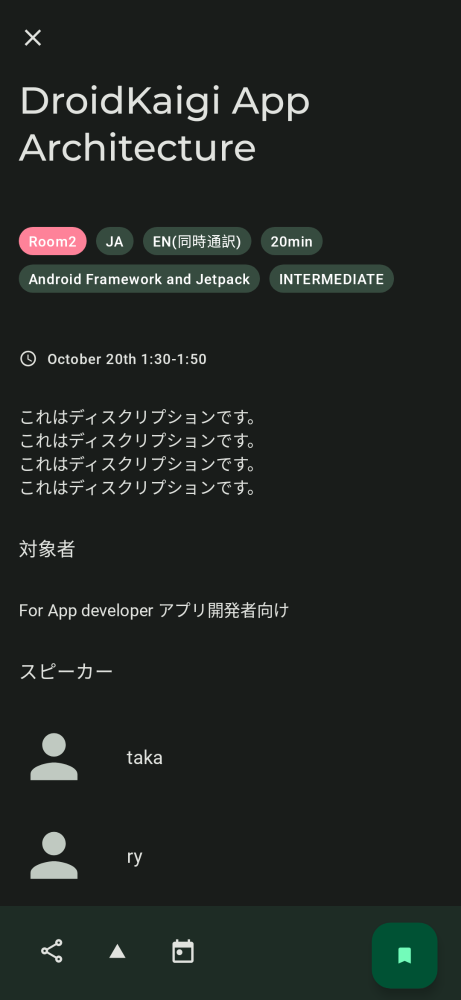 DroidKaigi App
Architecture
Room2 JA EN(同時通訳) 20min
Android Framework and Jetpack INTERMEDIATE
October 20th 1:30-1:50
これはディスクリプションです。
これはディスクリプションです。
これはディスクリプションです。
これはディスクリプションです。
対象者
For App developer アプリ開発者向け
スピーカー
taka
ry